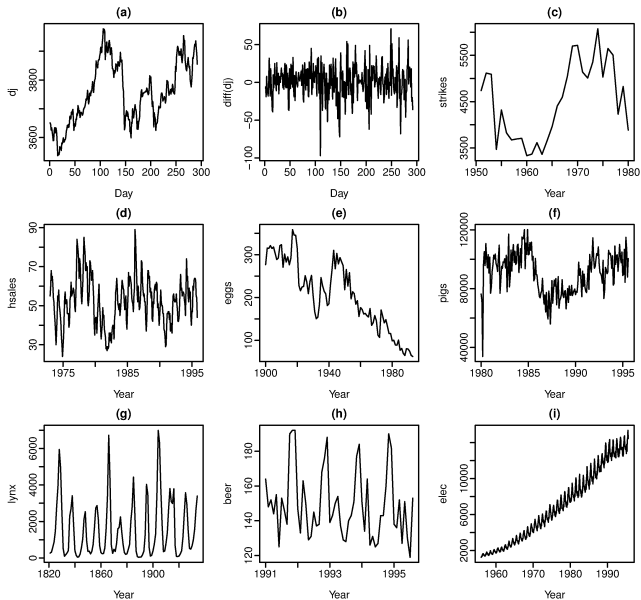 (a)
(b)
(c)
dj
3600 3800
0 50 100 150 200 250 300
Day
diff(dj)
−100 −50 0 50
0 50 100 150 200 250 300
Day
strikes
3500 4500 5500
1950 1960 1970 1980
Year
(d)
(e)
(f)
hsales
30 50 70 90
1975 1985 1995
Year
eggs
100 200 300
1900 1940 1980
Year
pigs
40000 80000 120000
1980 1985 1990 1995
Year
(g)
(h)
(i)
lynx
0 2000 4000 6000
1820 1860 1900
Year
beer
120 140 160 180
1991 1993 1995
Year
elec
2000 6000 10000
1960 1970 1980 1990
Year